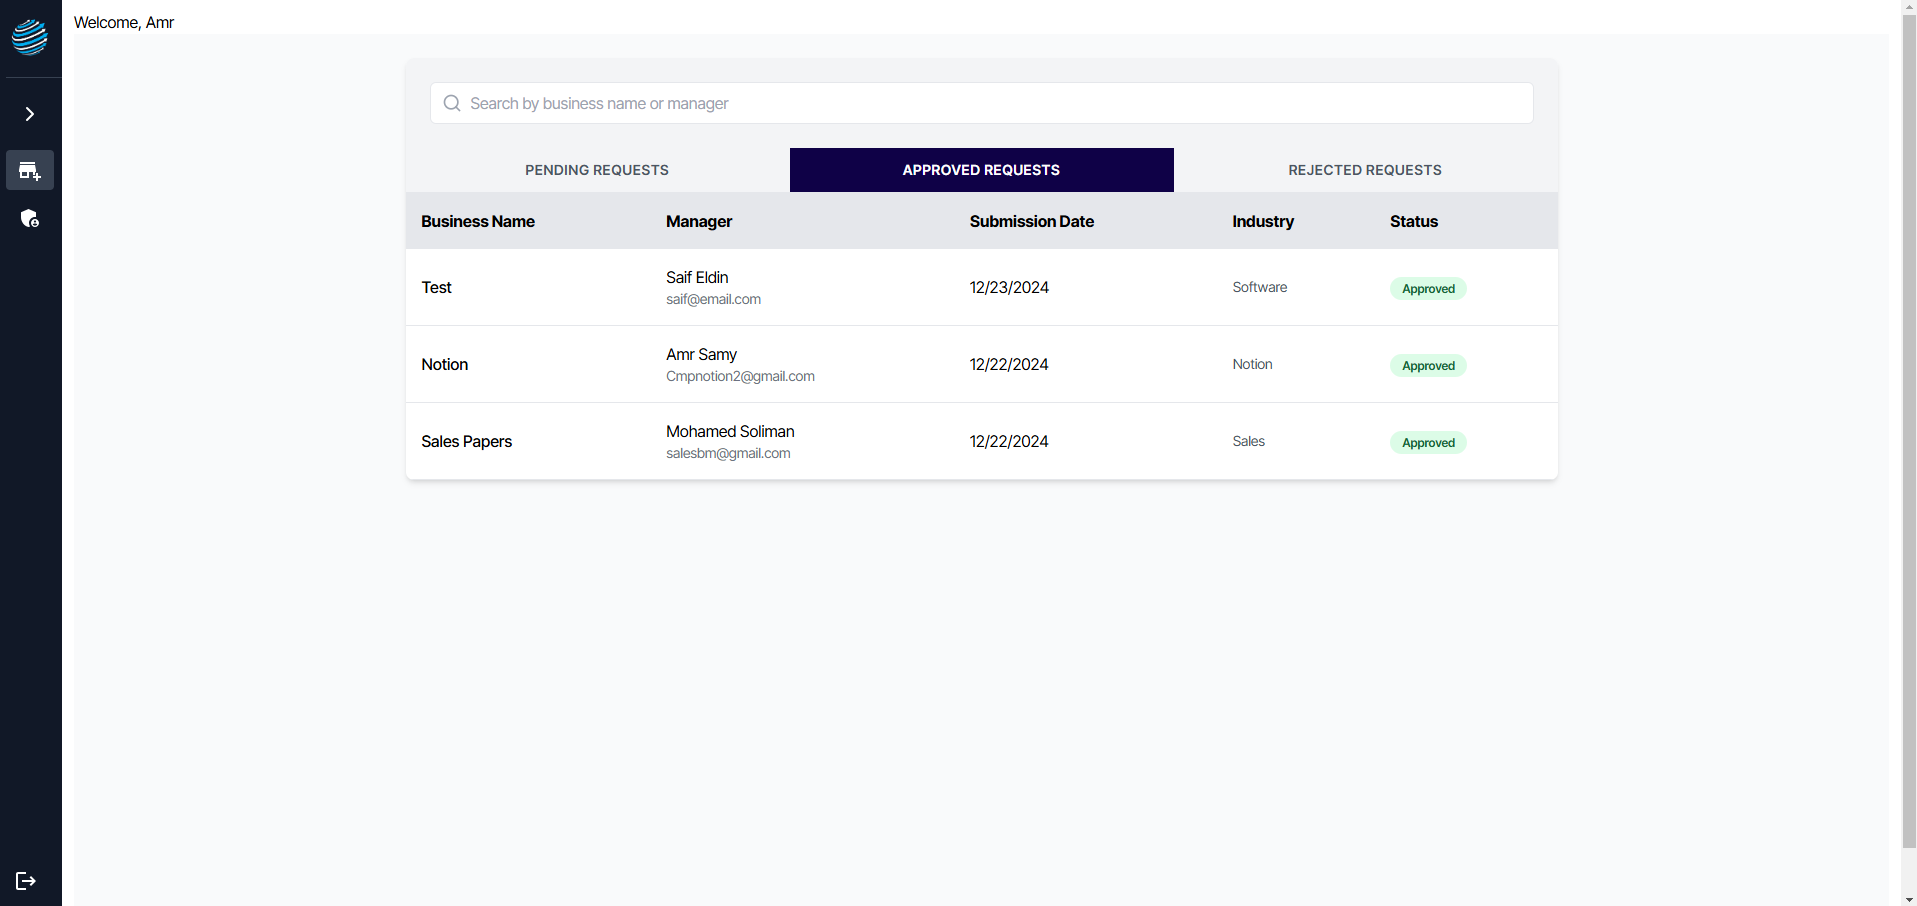 Welcome, Amr
Search by business name or manager
PENDING REQUESTS APPROVED REQUESTS REJECTED REQUESTS
Business Name Manager Submission Date Industry Status
Test Saif Eldin 12/23/2024 Software Approved
saif@email.com
Notion Amr Samy 12/22/2024 Notion Approved
Cmpnotion2@gmail.com
Sales Papers Mohamed Soliman 12/22/2024 Sales Approved
salesbm@gmail.com